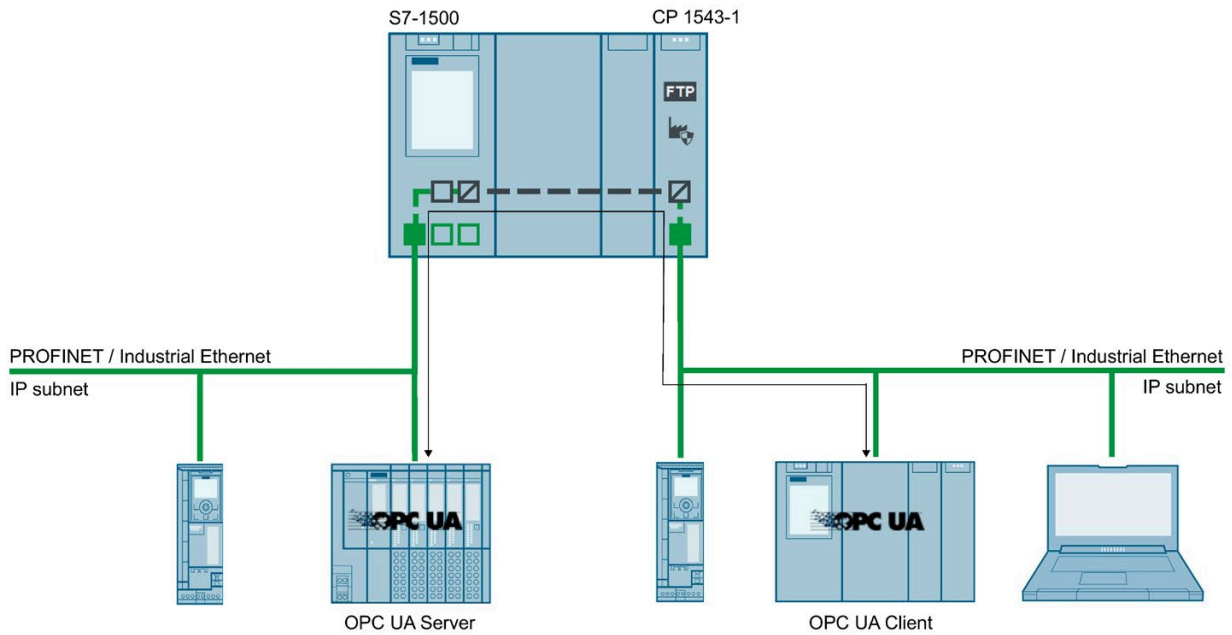 S7-1500
CP 1543-1
FTP
PROFINET / Industrial Ethernet
IP subnet
PROFINET / Industrial Ethernet
IP subnet
OPC UA
OPC UA
OPC UA Server
OPC UA Client